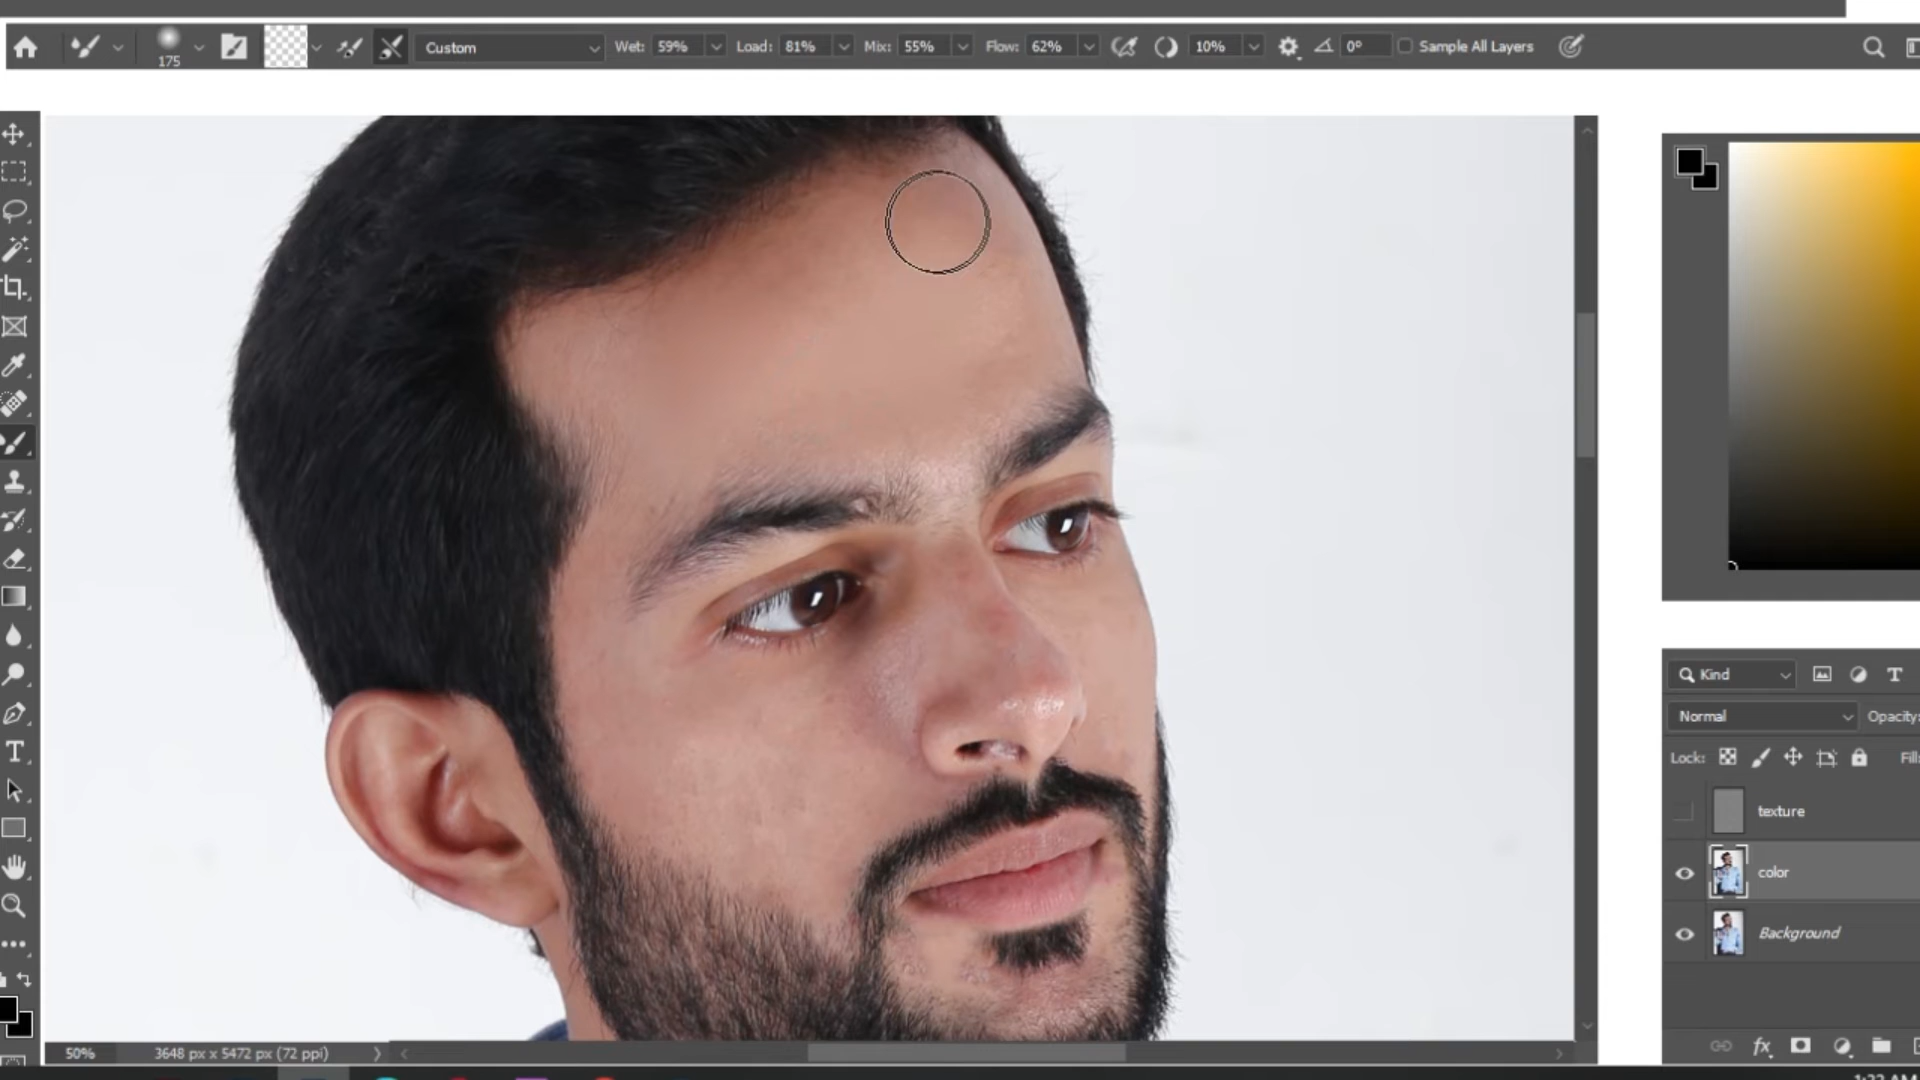 175
Custom
Wet: 59%
Load: 81%
Mix: 55%
Flow: 62%
10%
0°
Sample All Layers
Kind
Normal
Opacity:
Lock:
Fill:
texture
color
Background
50%
3648 px x 5472 px (72 ppi)